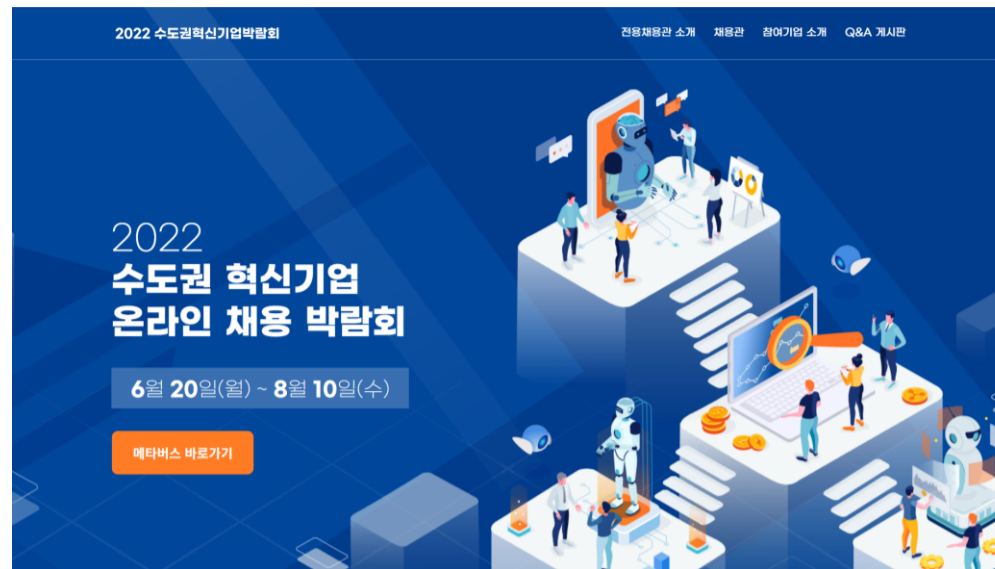 2022 수도권혁신기업박람회
전용채용관 소개 채용관 참여기업 소개 Q&A 게시판
2022
수도권 혁신기업
온라인 채용 박람회
6월 20일(월) ~ 8월 10일(수)
메타버스 바로가기